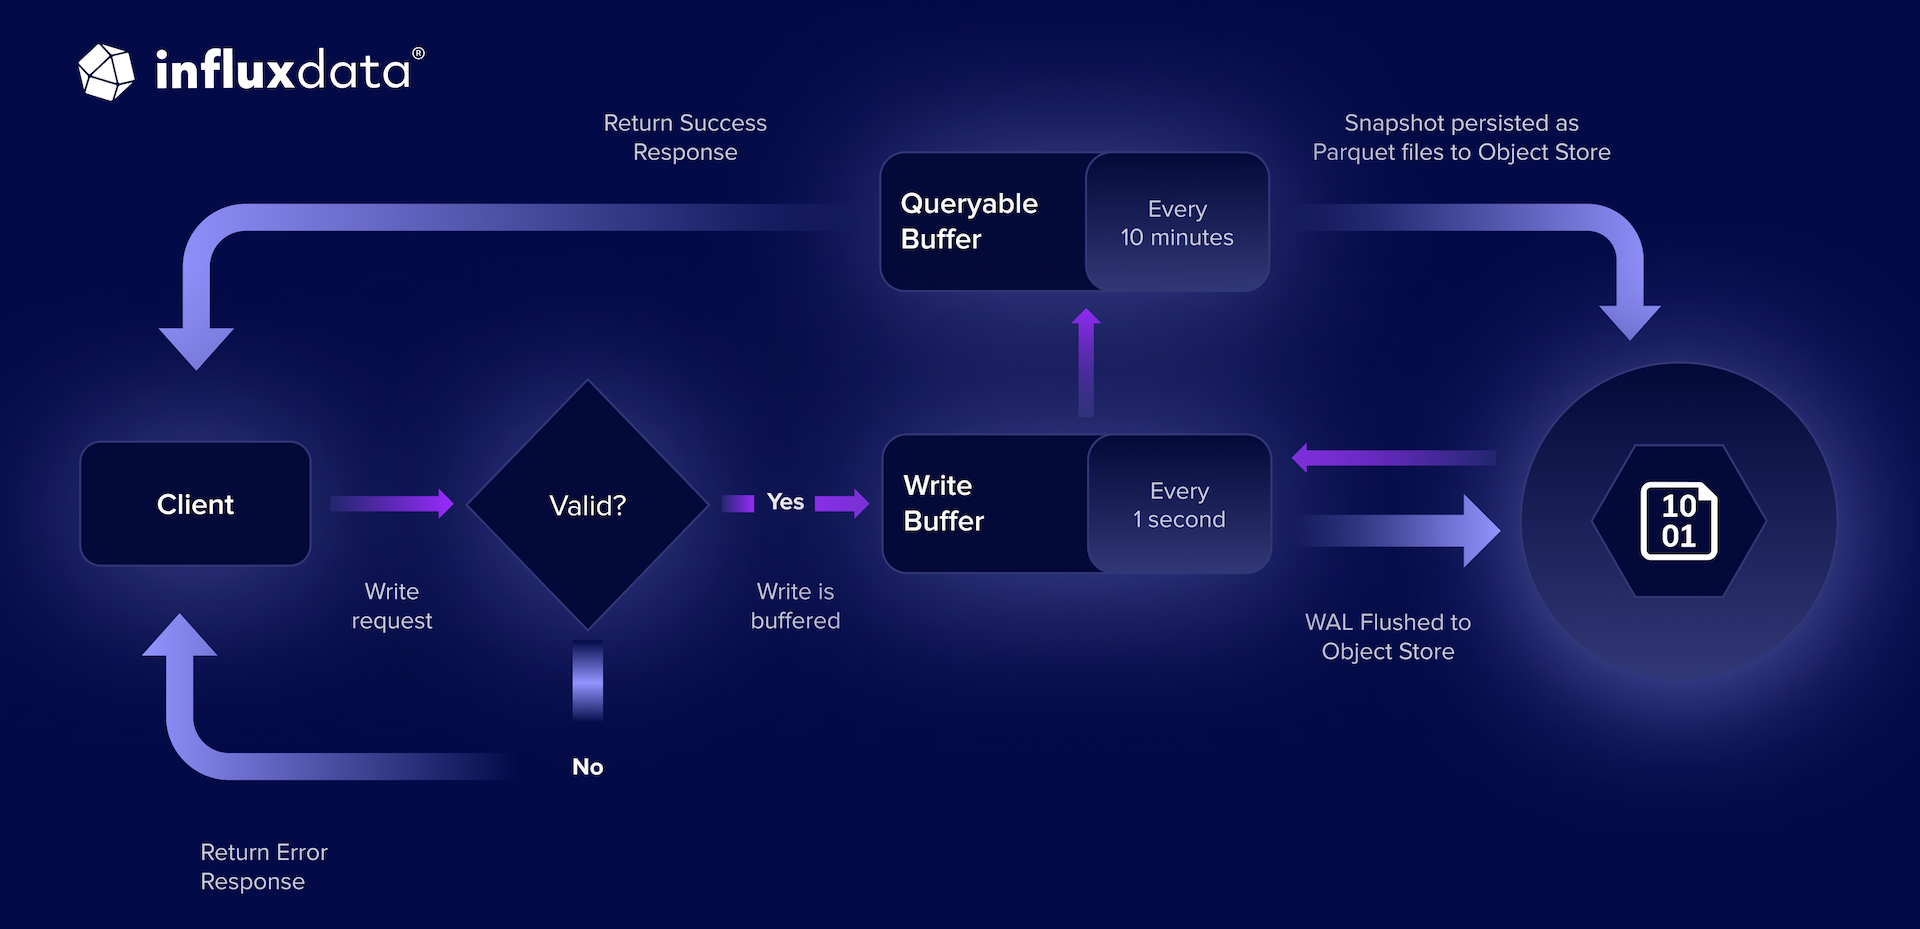 influxdata®
Return Success
Response
Snapshot persisted as
Parquet files to Object Store
Queryable
Buffer
Every
10 minutes
Client
Write
request
Valid?
Yes
Write is
buffered
Write
Buffer
Every
1 second
WAL Flushed to
Object Store
10
01
No
Return Error
Response